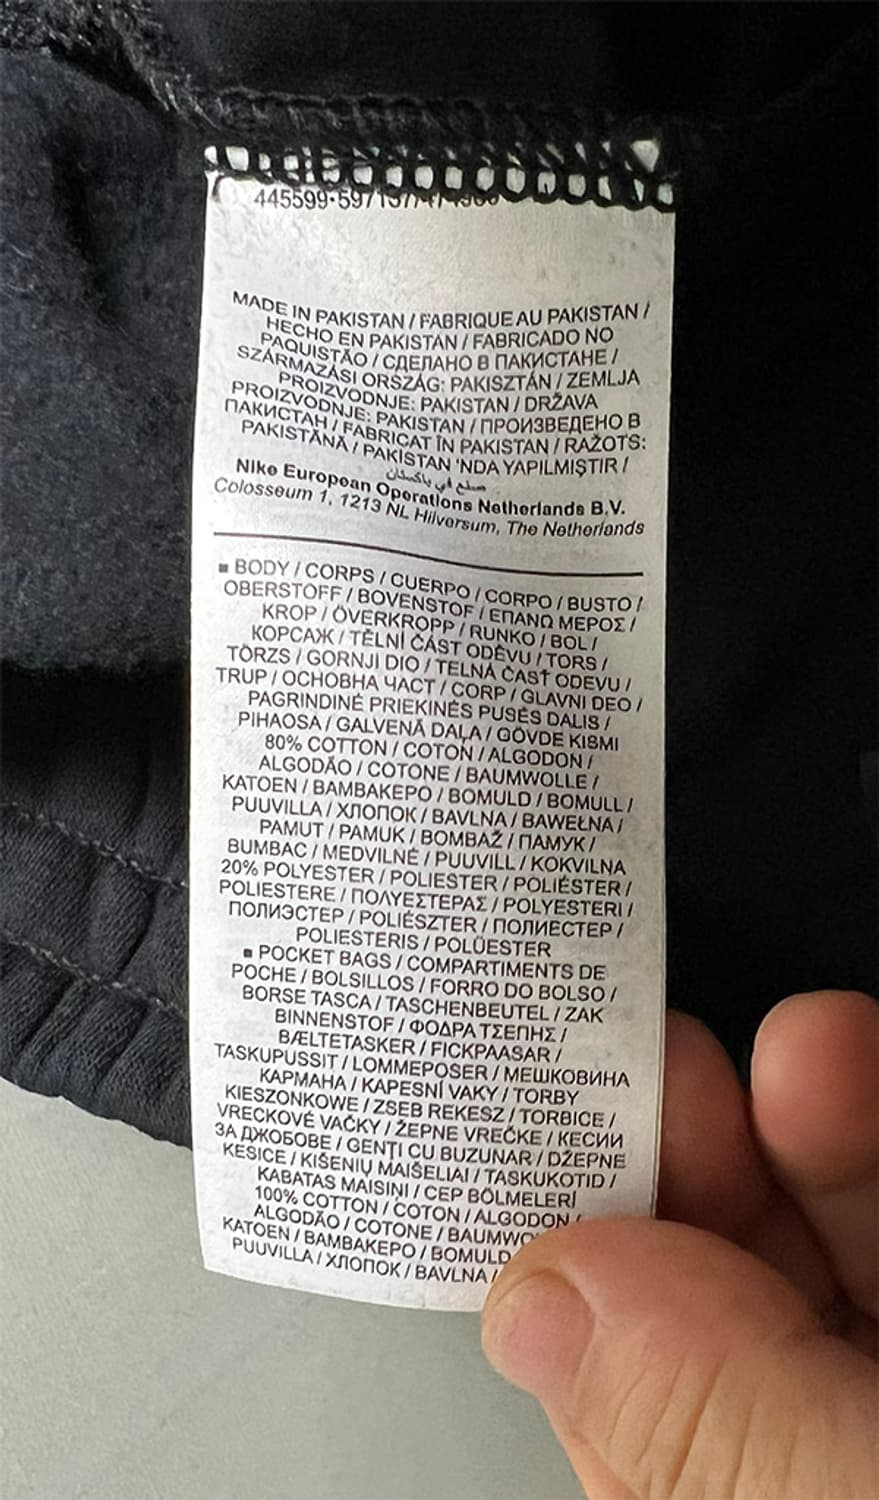 MADE IN PAKISTAN / FABRIQUE AU PAKISTAN /
HECHO EN PAKISTAN / FABRICADO NO
PAQUISTÃO / СДЕЛАНО В ПАКИСТАНЕ /
SZÁRMAZÁSI ORSZÁG: PAKISZTÁN / ZEMLJA
PROIZVODNJE: PAKISTAN / DRŽAVA
PROIZVODNJE: PAKISTAN / ПРОИЗВЕДЕНО В
ПАКИСТАН / FABRICAT ÎN PAKISTAN / RAŽOTS:
PAKISTĀNĀ / PAKİSTAN 'NDA YAPILMIŞTIR /
صنع في باكستان
Nike European Operations Netherlands B.V.
Colosseum 1, 1213 NL Hilversum, The Netherlands
▪ BODY / CORPS / CUERPO / CORPO / BUSTO /
OBERSTOFF / BOVENSTOF / ΕΠΑΝΩ ΜΕΡΟΣ /
KROP / ÖVERKROPP / RUNKO / BOL /
КОРСАЖ / TĚLNÍ ČÁST ODĚVU / TORS /
TÖRZS / GORNJI DIO / TELNÁ ČASŤ ODEVU /
TRUP / ОСНОВНА ЧАСТ / CORP / GLAVNI DEO /
PAGRINDINĖ PRIEKINĖS PUSĖS DALIS /
PIHAOSA / GALVENĀ DAĻA / GÖVDE KISMI
80% COTTON / COTON / ALGODON /
ALGODÃO / COTONE / BAUMWOLLE /
KATOEN / ΒΑΜΒΑΚΕΡΟ / BOMULD / BOMULL /
PUUVILLA / ХЛОПОК / BAVLNA / BAWEŁNA /
PAMUT / PAMUK / BOMBAŽ / ПАМУК /
BUMBAC / MEDVILNĖ / PUUVILL / KOKVILNA
20% POLYESTER / POLIESTER / POLIÉSTER /
POLIESTERE / ΠΟΛΥΕΣΤΕΡΑΣ / POLYESTERI /
ПОЛИЭСТЕР / POLIÉSZTER / ПОЛИЕСТЕР /
POLIESTERIS / POLÜESTER
▪ POCKET BAGS / COMPARTIMENTS DE
POCHE / BOLSILLOS / FORRO DO BOLSO /
BORSE TASCA / TASCHENBEUTEL / ZAK
BINNENSTOF / ΦΟΔΡΑ ΤΣΕΠΗΣ /
BÆLTETASKER / FICKPAASAR /
TASKUPUSSIT / LOMMEPOSER / МЕШКОВИНА
КАРМАНА / KAPESNÍ VAKY / TORBY
KIESZONKOWE / ZSEB REKESZ / TORBICE /
VRECKOVÉ VAČKY / ŽEPNE VREČKE / КЕСИИ
ЗА ДЖОБОВЕ / GENŢI CU BUZUNAR / DŽEPNE
KESICE / KIŠENIŲ MAIŠELIAI / TASKUKOTID /
KABATAS MAISINI / CEP BÖLMELERİ
100% COTTON / COTON / ALGODON /
ALGODÃO / COTONE /
KATOEN / ΒΑΜΒΑΚΕΡΟ / BOMULD
PUUVILLA / ХЛОПОК / BAVLNA /